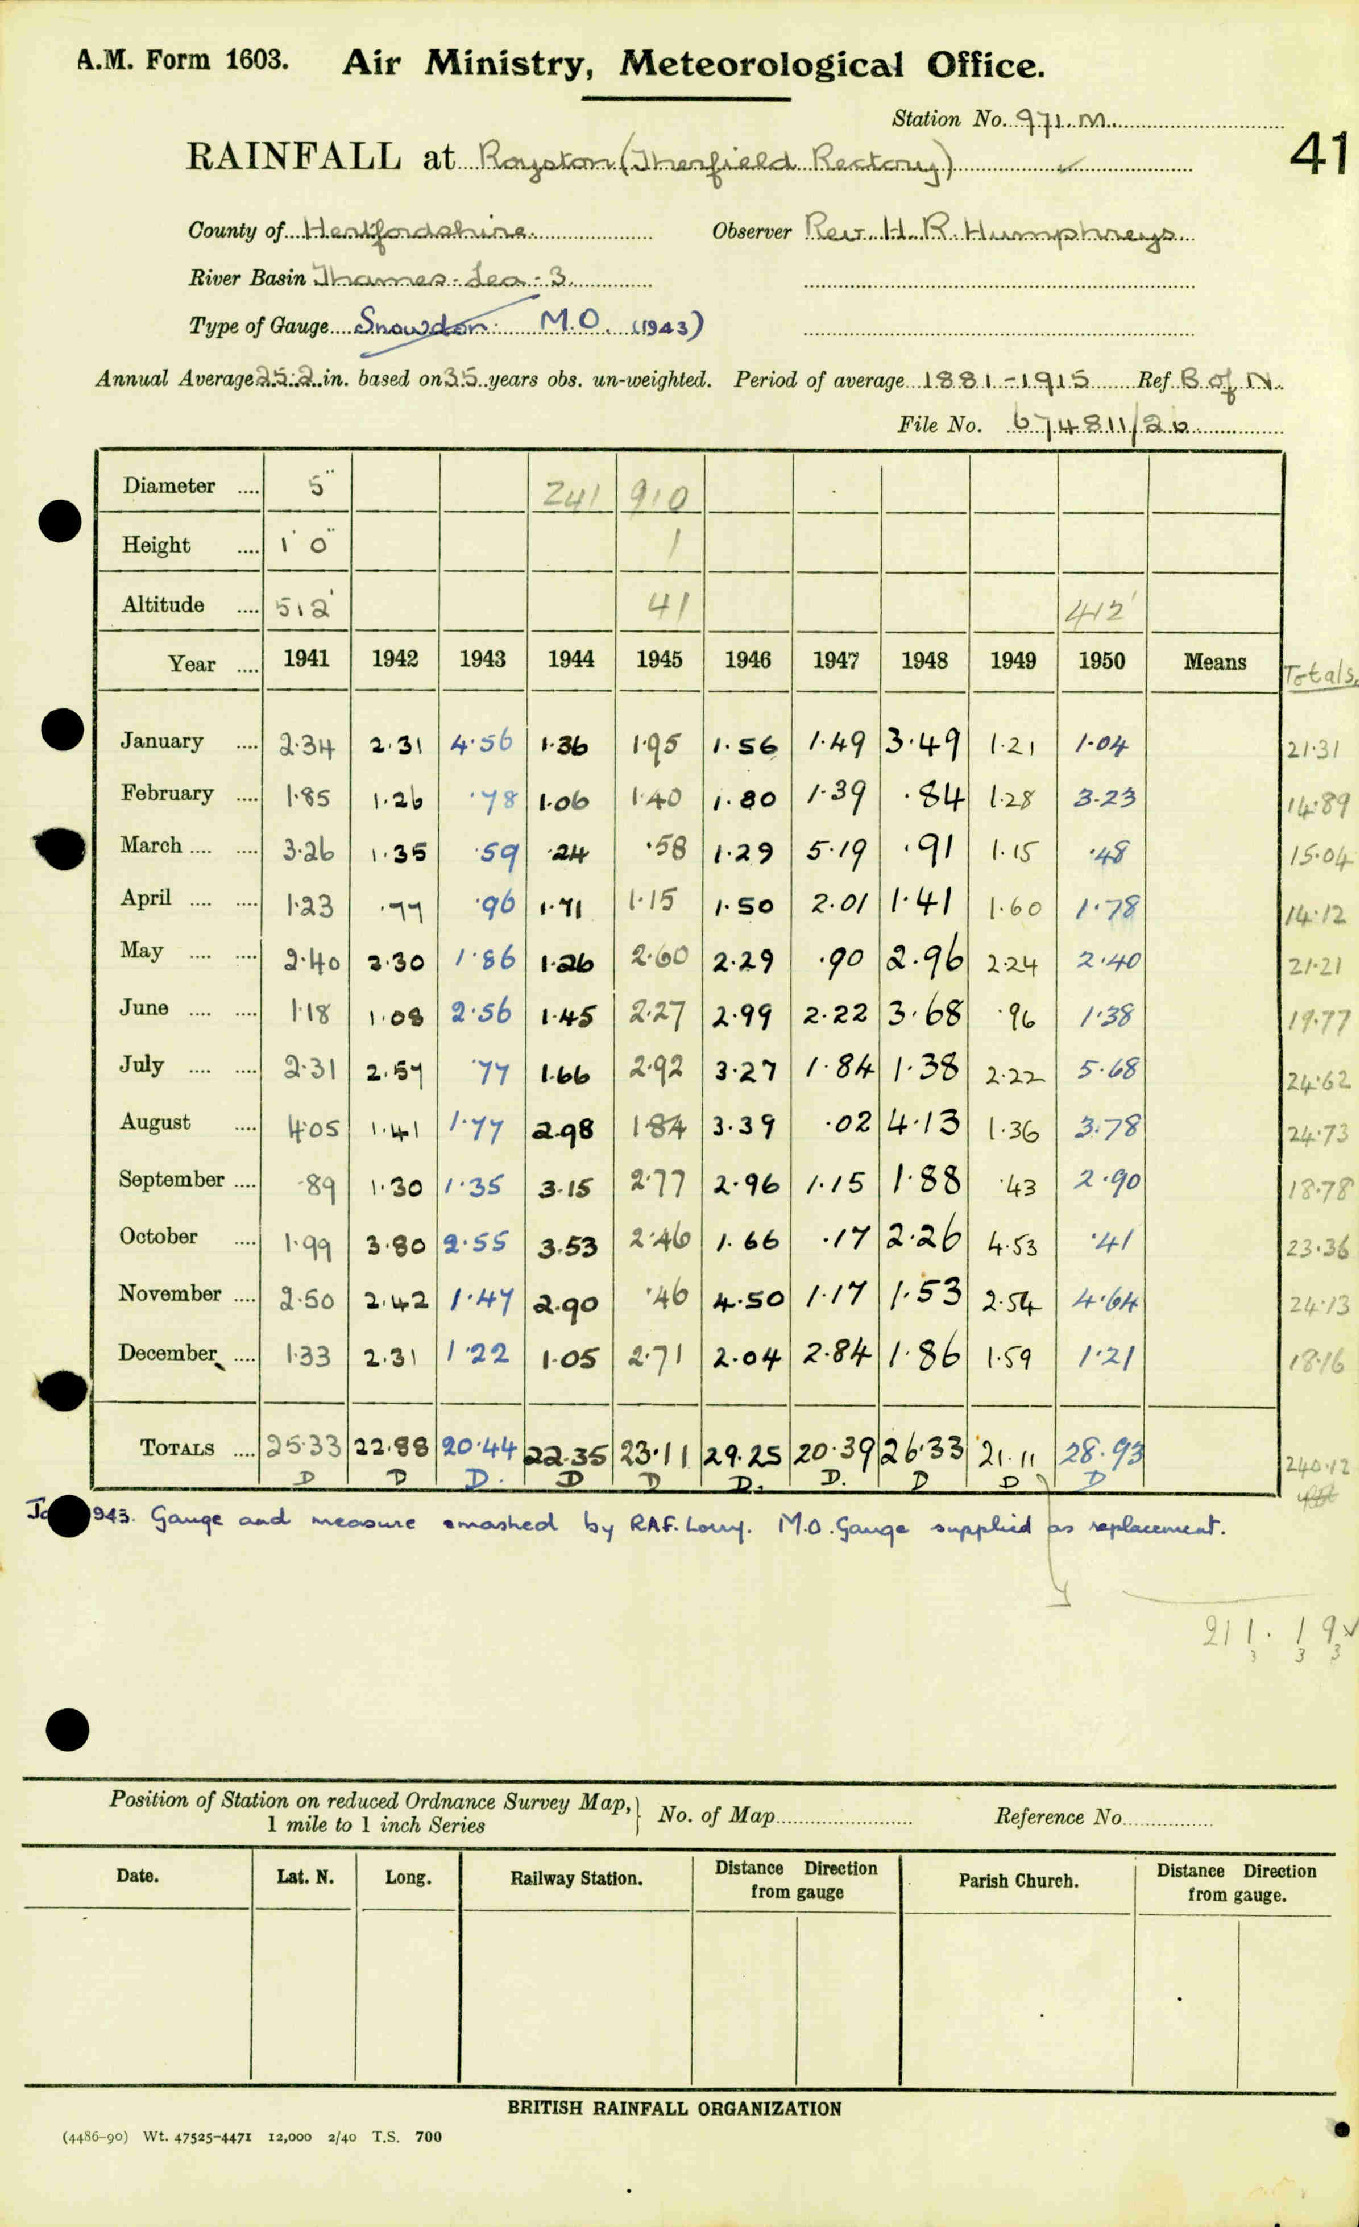 A.M. Form 1603. Air Ministry, Meteorological Office.
Station No. 971.M.
41
RAINFALL at Royston (Therfield Rectory) ✓
County of Hertfordshire. Observer Rev. H. R. Humphreys
River Basin Thames-Lea-3
Type of Gauge Snowdon M.O. (1943)
Annual Average 25.2 in. based on 35 years obs. un-weighted. Period of average 1881-1915 Ref. B of N.
File No. 674811/26
Diameter 5" 241 910
Height 1' 0" 1
Altitude 512' 41 412'
Year 1941 1942 1943 1944 1945 1946 1947 1948 1949 1950 Means Totals.
January 2.34 2.31 4.56 1.36 1.95 1.56 1.49 3.49 1.21 1.04 21.31
February 1.85 1.26 .78 1.06 1.40 1.80 1.39 .84 1.28 3.23 14.89
March 3.26 1.35 .59 .24 .58 1.29 5.19 .91 1.15 .48 15.04
April 1.23 .77 .96 1.71 1.15 1.50 2.01 1.41 1.60 1.78 14.12
May 2.40 2.30 1.86 1.26 2.60 2.29 .90 2.96 2.24 2.40 21.21
June 1.18 1.08 2.56 1.45 2.27 2.99 2.22 3.68 .96 1.38 19.77
July 2.31 2.57 .77 1.66 2.92 3.27 1.84 1.38 2.22 5.68 24.62
August 4.05 1.41 1.77 2.98 1.84 3.39 .02 4.13 1.36 3.78 24.73
September .89 1.30 1.35 3.15 2.77 2.96 1.15 1.88 .43 2.90 18.78
October 1.99 3.80 2.55 3.53 2.46 1.66 .17 2.26 4.53 .41 23.36
November 2.50 2.42 1.47 2.90 .46 4.50 1.17 1.53 2.54 4.64 24.13
December 1.33 2.31 1.22 1.05 2.71 2.04 2.84 1.86 1.59 1.21 18.16
TOTALS 25.33 22.88 20.44 22.35 23.11 29.25 20.39 26.33 21.11 28.93 240.12
D D D. D D D. D. D D D
943. Gauge and measure smashed by RAF. Lorry. M.O. Gauge supplied as replacement.
211.19 ✓
3 3 3
Position of Station on reduced Ordnance Survey Map, 1 mile to 1 inch Series No. of Map Reference No.
Date. Lat. N. Long. Railway Station. Distance Direction from gauge Parish Church. Distance Direction from gauge.
BRITISH RAINFALL ORGANIZATION
(4486-90) Wt. 47525-4471 12,000 2/40 T.S. 700